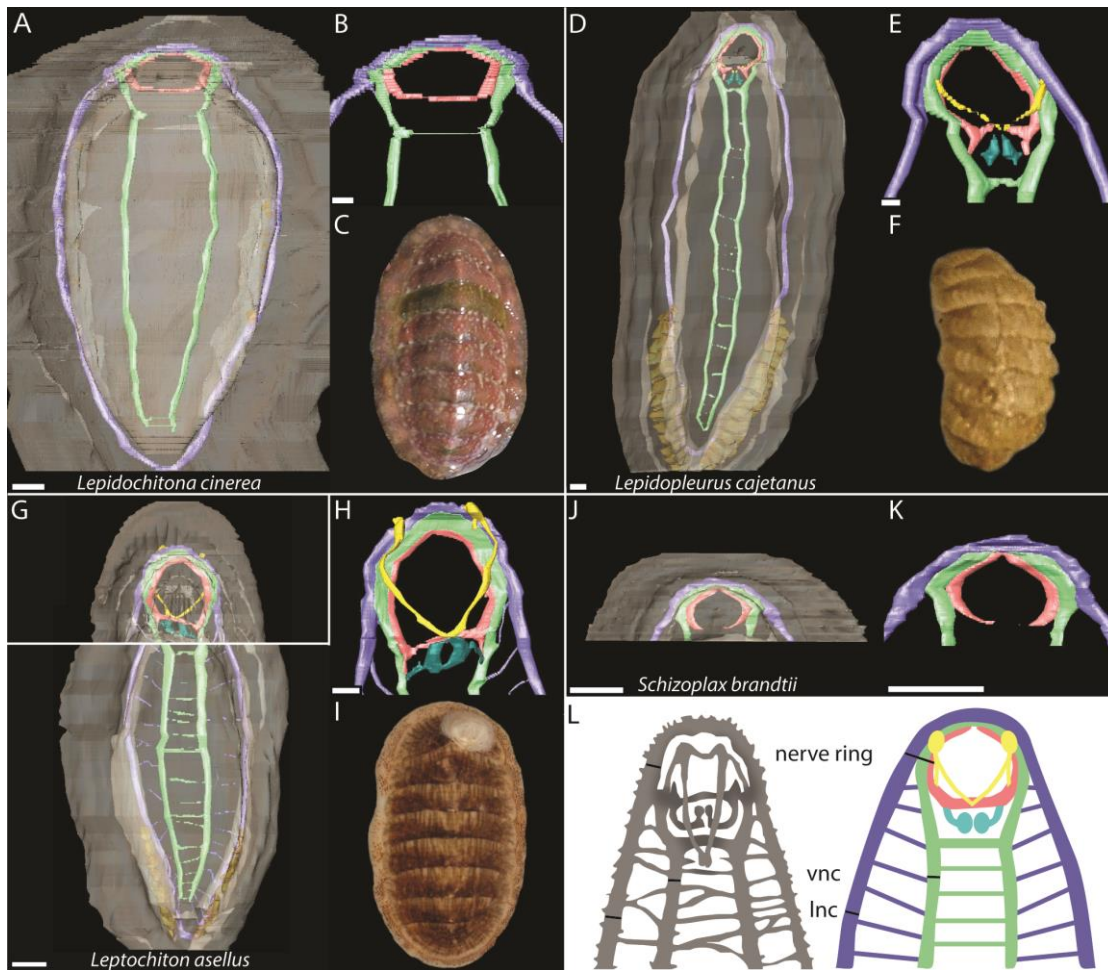 A
B
C
Lepidochitona cinerea
D
E
F
Lepidopleurus cajetanus
G
H
I
Leptochiton asellus
J
K
Schizoplax brandtii
L
nerve ring
vnc
lnc